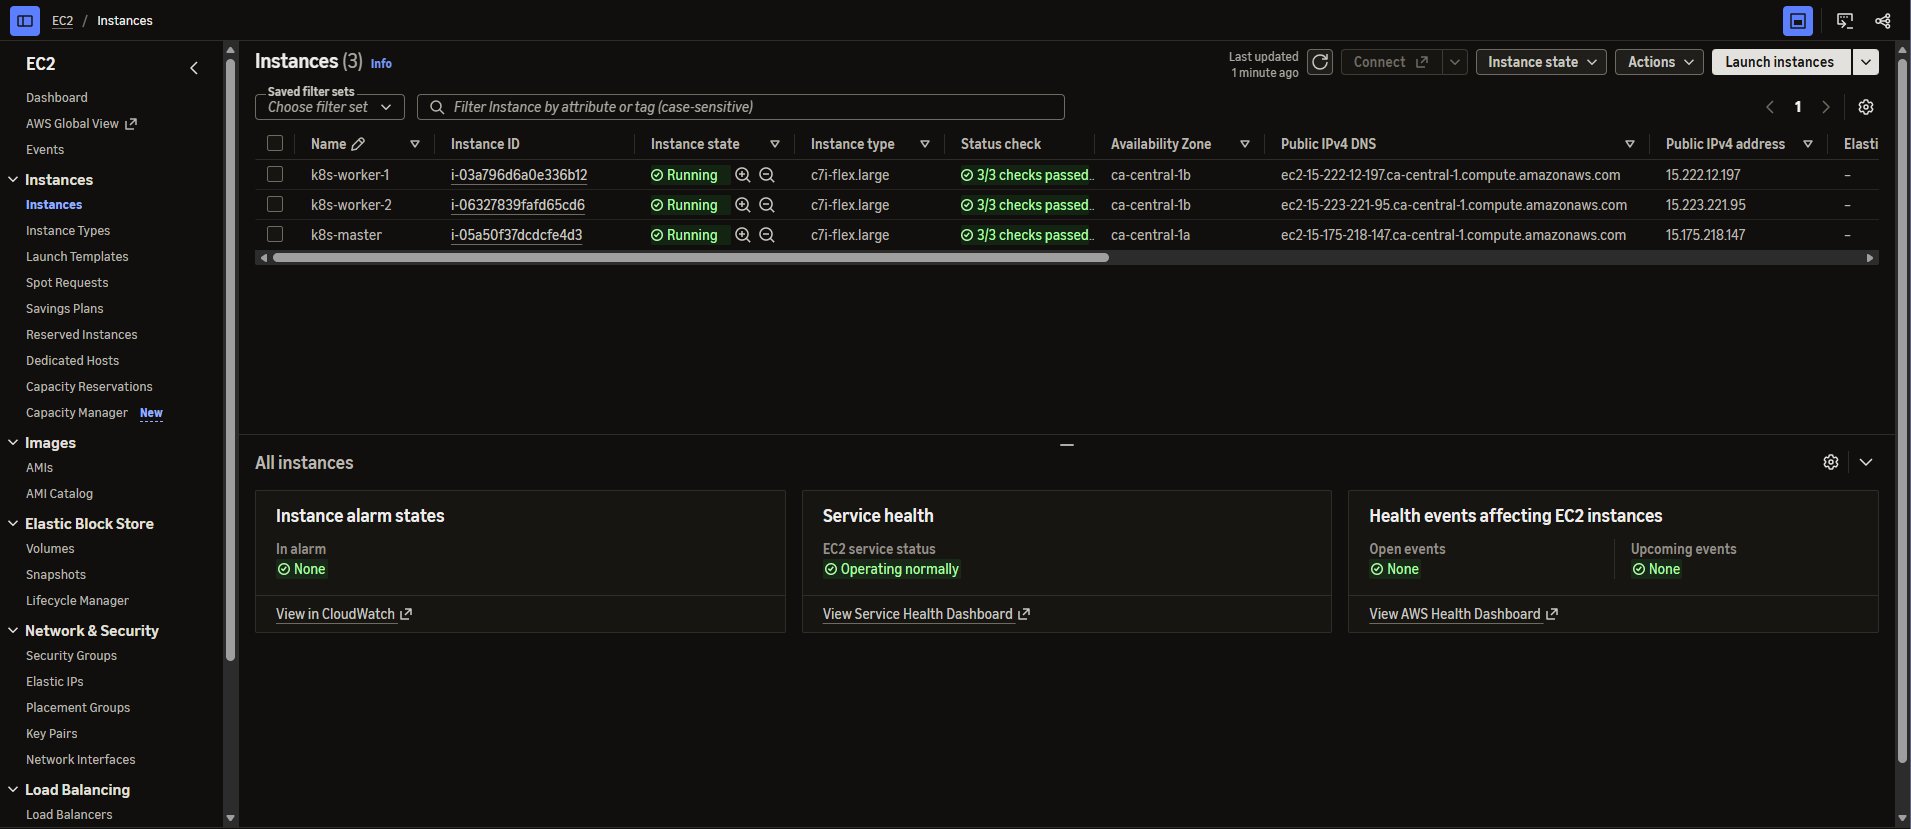 EC2 / Instances
EC2
Dashboard
AWS Global View
Events
Instances
Instances
Instance Types
Launch Templates
Spot Requests
Savings Plans
Reserved Instances
Dedicated Hosts
Capacity Reservations
Capacity Manager New
Images
AMIs
AMI Catalog
Elastic Block Store
Volumes
Snapshots
Lifecycle Manager
Network & Security
Security Groups
Elastic IPs
Placement Groups
Key Pairs
Network Interfaces
Load Balancing
Load Balancers
Instances (3) Info
Last updated
1 minute ago
Connect
Instance state
Actions
Launch instances
Saved filter sets
Choose filter set
Filter Instance by attribute or tag (case-sensitive)
1
Name Instance ID Instance state Instance type Status check Availability Zone Public IPv4 DNS Public IPv4 address Elasti
k8s-worker-1 i-03a796d6a0e336b12 Running c7i-flex.large 3/3 checks passed.. ca-central-1b ec2-15-222-12-197.ca-central-1.compute.amazonaws.com 15.222.12.197 –
k8s-worker-2 i-06327839fafd65cd6 Running c7i-flex.large 3/3 checks passed.. ca-central-1b ec2-15-223-221-95.ca-central-1.compute.amazonaws.com 15.223.221.95 –
k8s-master i-05a50f37dcdcfe4d3 Running c7i-flex.large 3/3 checks passed.. ca-central-1a ec2-15-175-218-147.ca-central-1.compute.amazonaws.com 15.175.218.147 –
All instances
Instance alarm states
In alarm
None
View in CloudWatch
Service health
EC2 service status
Operating normally
View Service Health Dashboard
Health events affecting EC2 instances
Open events Upcoming events
None None
View AWS Health Dashboard